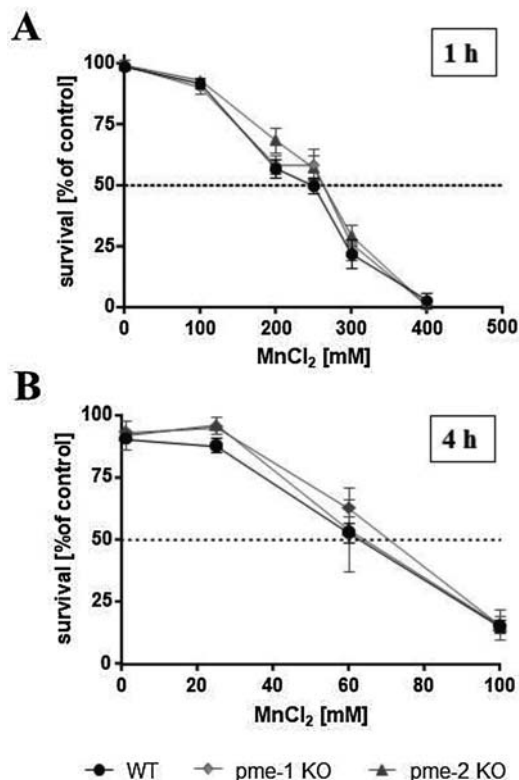 A
1 h
100
75
50
25
0
survival [% of control]
0 100 200 300 400 500
MnCl2 [mM]
B
4 h
100
75
50
25
0
survival [% of control]
0 20 40 60 80 100
MnCl2 [mM]
WT pme-1 KO pme-2 KO